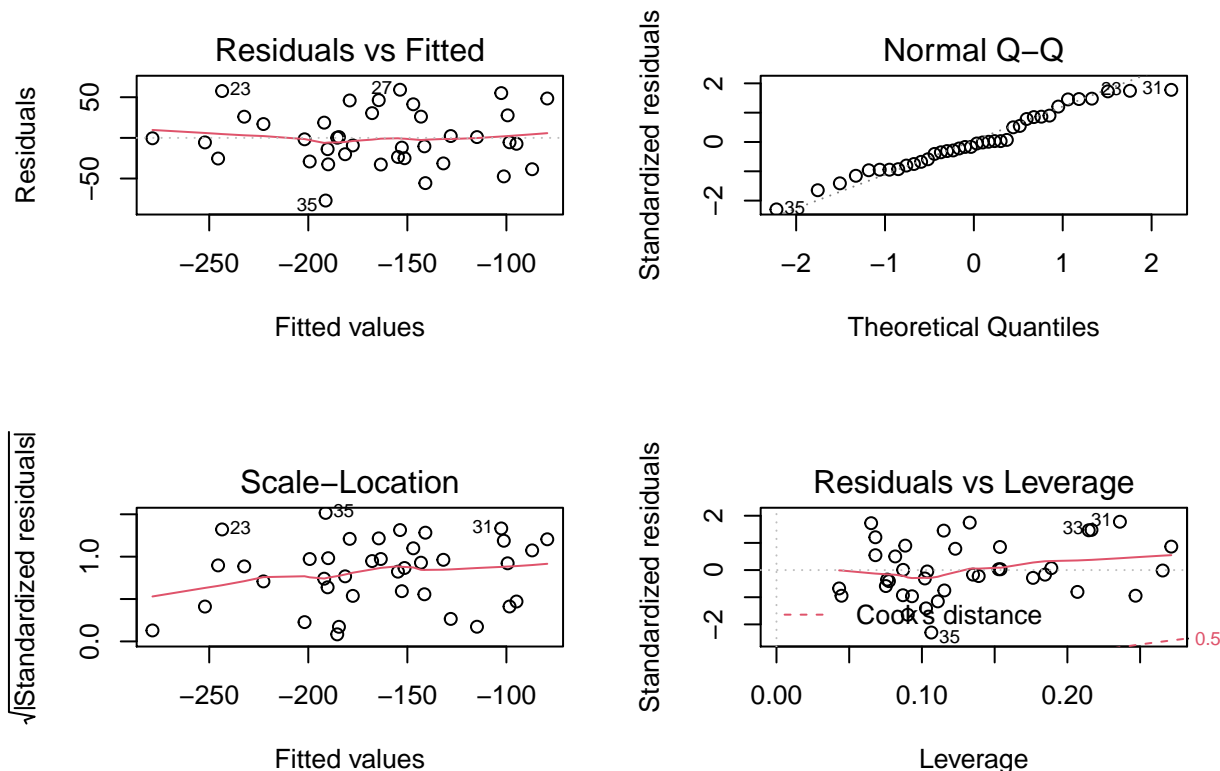 Residuals vs Fitted
Residuals
50
−50
23
27
35
−250 −200 −150 −100
Fitted values
Normal Q−Q
Standardized residuals
2
0
−2
23
31
35
−2 −1 0 1 2
Theoretical Quantiles
Scale−Location
√|Standardized residuals|
1.0
0.0
23
35
31
−250 −200 −150 −100
Fitted values
Residuals vs Leverage
Standardized residuals
2
0
−2
33
31
35
Cook's distance
0.5
0.00 0.10 0.20
Leverage